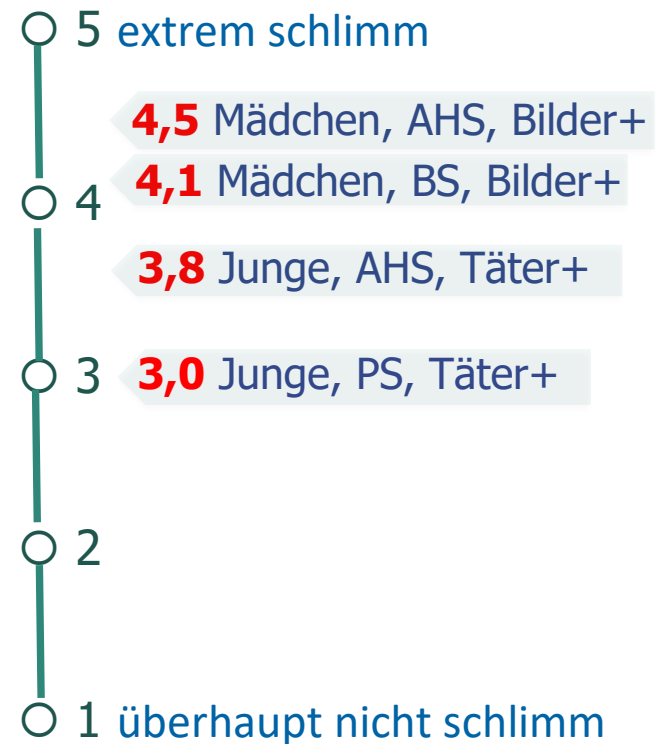 5 extrem schlimm
4,5 Mädchen, AHS, Bilder+
4,1 Mädchen, BS, Bilder+
4
3,8 Junge, AHS, Täter+
3 3,0 Junge, PS, Täter+
2
1 überhaupt nicht schlimm